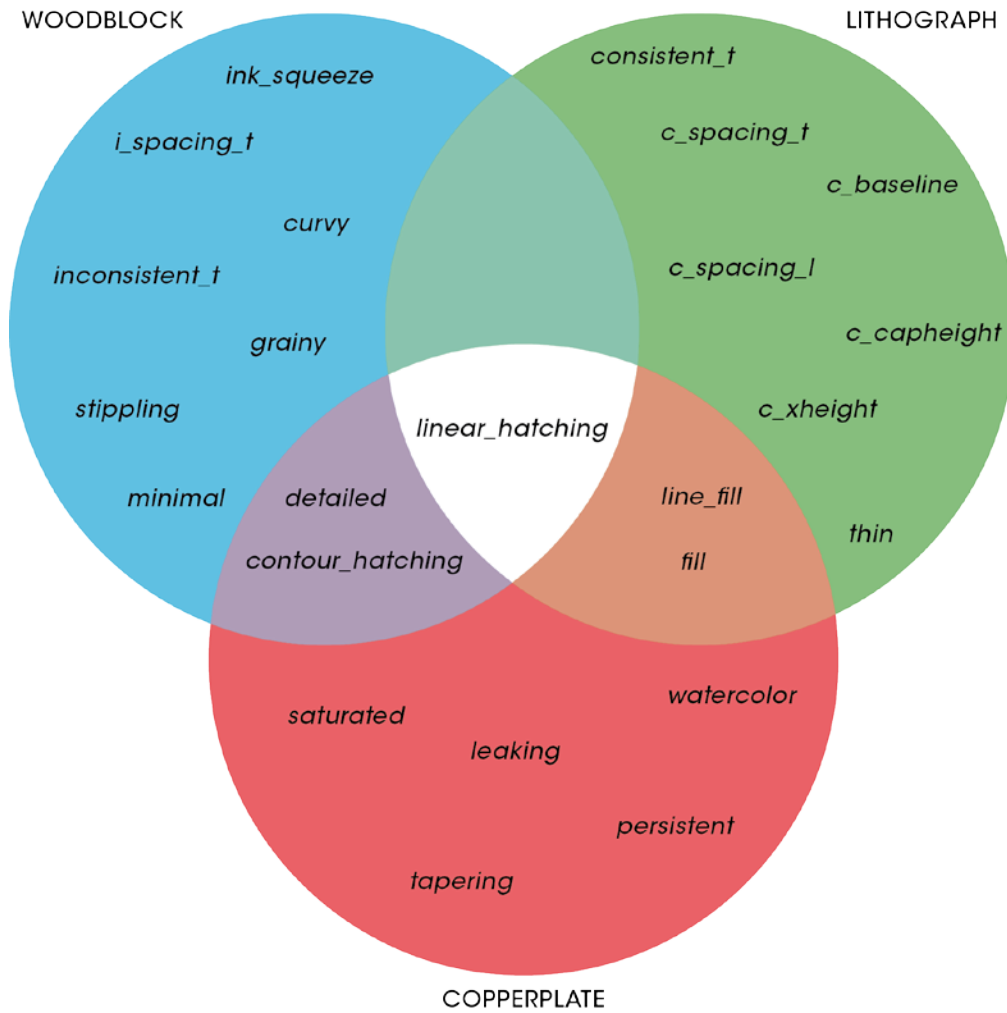 WOODBLOCK
LITHOGRAPH
ink_squeeze
i_spacing_t
curvy
inconsistent_t
grainy
stippling
minimal
consistent_t
c_spacing_t
c_baseline
c_spacing_l
c_capheight
c_xheight
thin
linear_hatching
detailed
contour_hatching
line_fill
fill
saturated
leaking
watercolor
persistent
tapering
COPPERPLATE